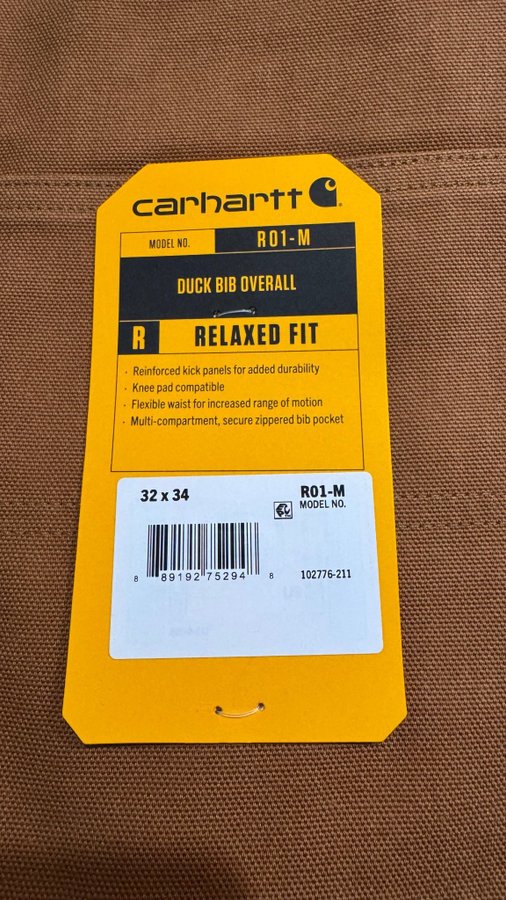 carhartt
MODEL NO. R01-M
DUCK BIB OVERALL
R RELAXED FIT
· Reinforced kick panels for added durability
· Knee pad compatible
· Flexible waist for increased range of motion
· Multi-compartment, secure zippered bib pocket
32 x 34 R01-M
MODEL NO.
8 89192 75294 8 102776-211